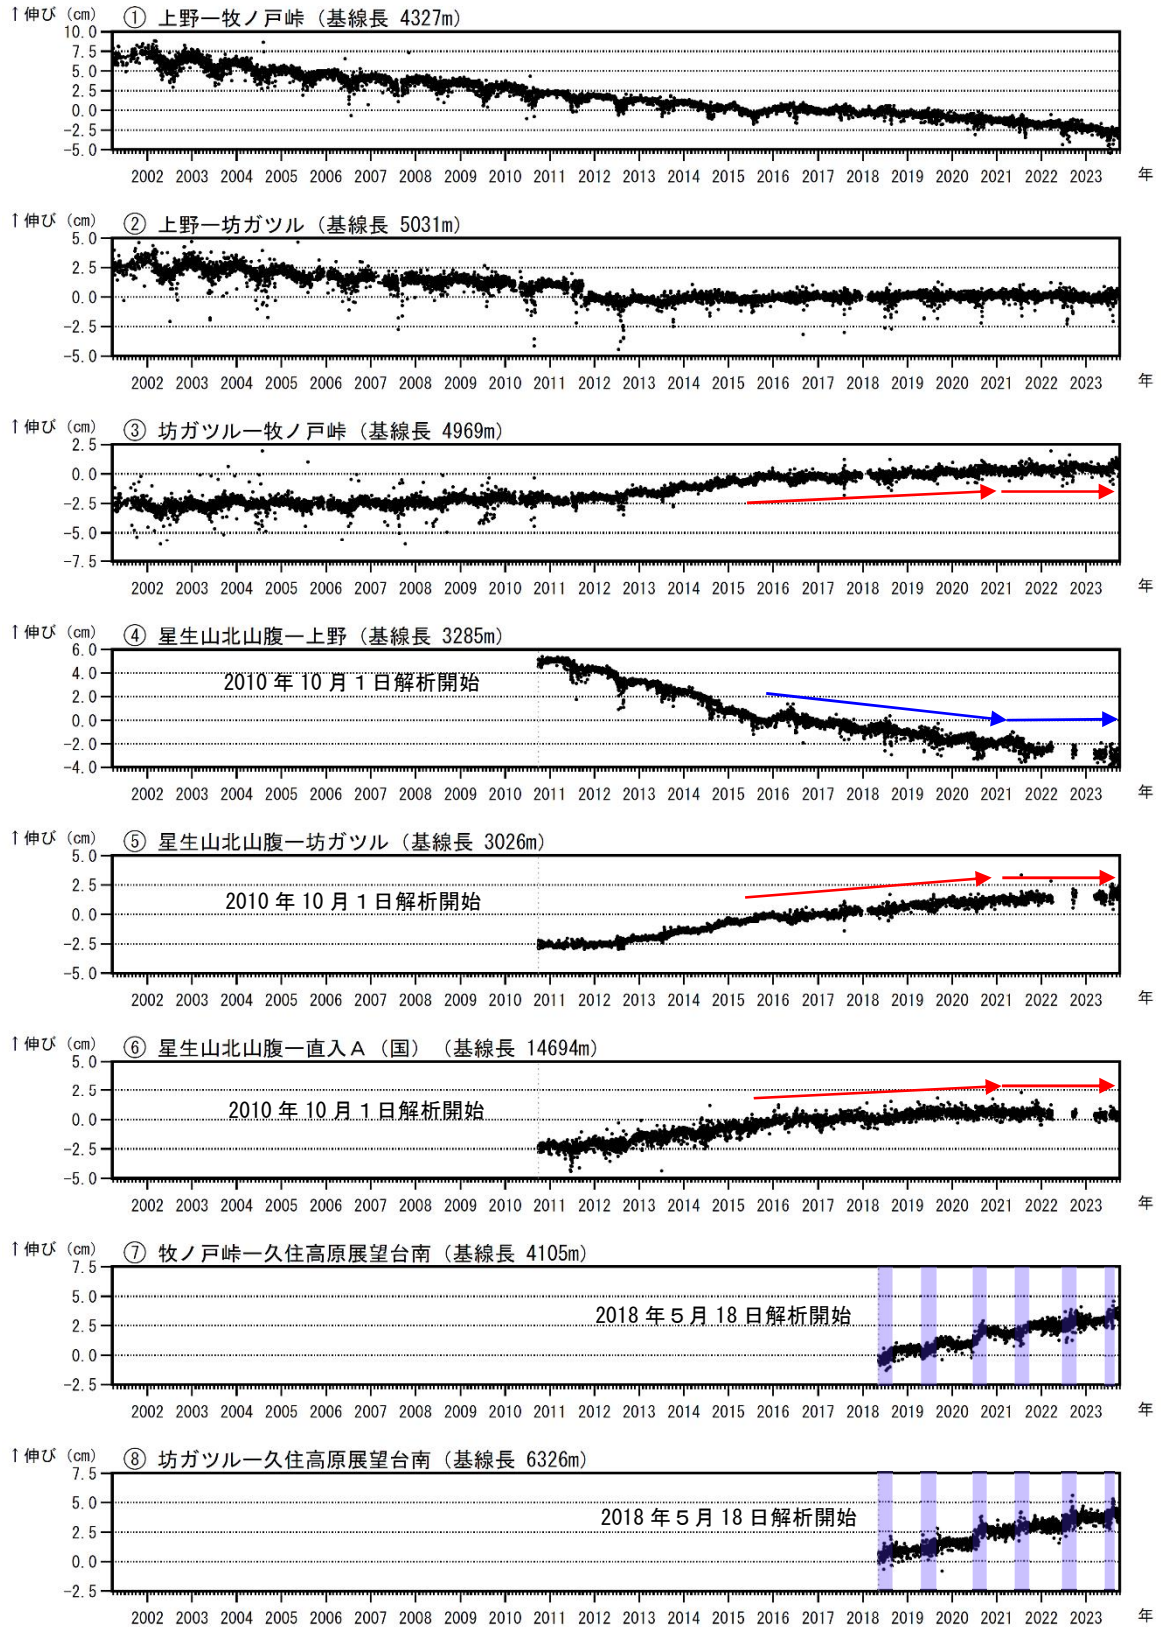 ↑伸び (cm) ① 上野―牧ノ戸峠 (基線長 4327m)
10.0
7.5
5.0
2.5
0.0
-2.5
-5.0
2002 2003 2004 2005 2006 2007 2008 2009 2010 2011 2012 2013 2014 2015 2016 2017 2018 2019 2020 2021 2022 2023 年
↑伸び (cm) ② 上野―坊ガツル (基線長 5031m)
5.0
2.5
0.0
-2.5
-5.0
2002 2003 2004 2005 2006 2007 2008 2009 2010 2011 2012 2013 2014 2015 2016 2017 2018 2019 2020 2021 2022 2023 年
↑伸び (cm) ③ 坊ガツル―牧ノ戸峠 (基線長 4969m)
2.5
0.0
-2.5
-5.0
-7.5
2002 2003 2004 2005 2006 2007 2008 2009 2010 2011 2012 2013 2014 2015 2016 2017 2018 2019 2020 2021 2022 2023 年
↑伸び (cm) ④ 星生山北山腹―上野 (基線長 3285m)
6.0
4.0
2.0
0.0
-2.0
-4.0
2010 年 10 月 1 日解析開始
2002 2003 2004 2005 2006 2007 2008 2009 2010 2011 2012 2013 2014 2015 2016 2017 2018 2019 2020 2021 2022 2023 年
↑伸び (cm) ⑤ 星生山北山腹―坊ガツル (基線長 3026m)
5.0
2.5
0.0
-2.5
-5.0
2010 年 10 月 1 日解析開始
2002 2003 2004 2005 2006 2007 2008 2009 2010 2011 2012 2013 2014 2015 2016 2017 2018 2019 2020 2021 2022 2023 年
↑伸び (cm) ⑥ 星生山北山腹―直入A (国) (基線長 14694m)
5.0
2.5
0.0
-2.5
-5.0
2010 年 10 月 1 日解析開始
2002 2003 2004 2005 2006 2007 2008 2009 2010 2011 2012 2013 2014 2015 2016 2017 2018 2019 2020 2021 2022 2023 年
↑伸び (cm) ⑦ 牧ノ戸峠―久住高原展望台南 (基線長 4105m)
7.5
5.0
2.5
0.0
-2.5
2018 年 5 月 18 日解析開始
2002 2003 2004 2005 2006 2007 2008 2009 2010 2011 2012 2013 2014 2015 2016 2017 2018 2019 2020 2021 2022 2023 年
↑伸び (cm) ⑧ 坊ガツル―久住高原展望台南 (基線長 6326m)
7.5
5.0
2.5
0.0
-2.5
2018 年 5 月 18 日解析開始
2002 2003 2004 2005 2006 2007 2008 2009 2010 2011 2012 2013 2014 2015 2016 2017 2018 2019 2020 2021 2022 2023 年